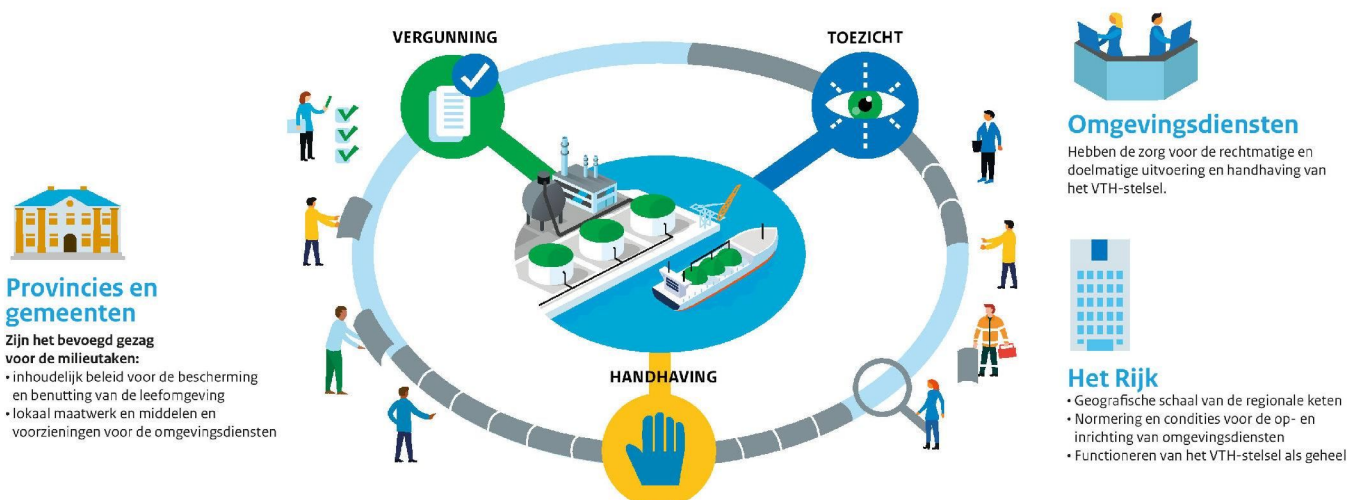 VERGUNNING
TOEZICHT
HANDHAVING
Provincies en
gemeenten
Zijn het bevoegd gezag
voor de milieutaken:
• inhoudelijk beleid voor de bescherming
en benutting van de leefomgeving
• lokaal maatwerk en middelen en
voorzieningen voor de omgevingsdiensten
Omgevingsdiensten
Hebben de zorg voor de rechtmatige en
doelmatige uitvoering en handhaving van
het VTH-stelsel.
Het Rijk
• Geografische schaal van de regionale keten
• Normering en condities voor de op- en
inrichting van omgevingsdiensten
• Functioneren van het VTH-stelsel als geheel